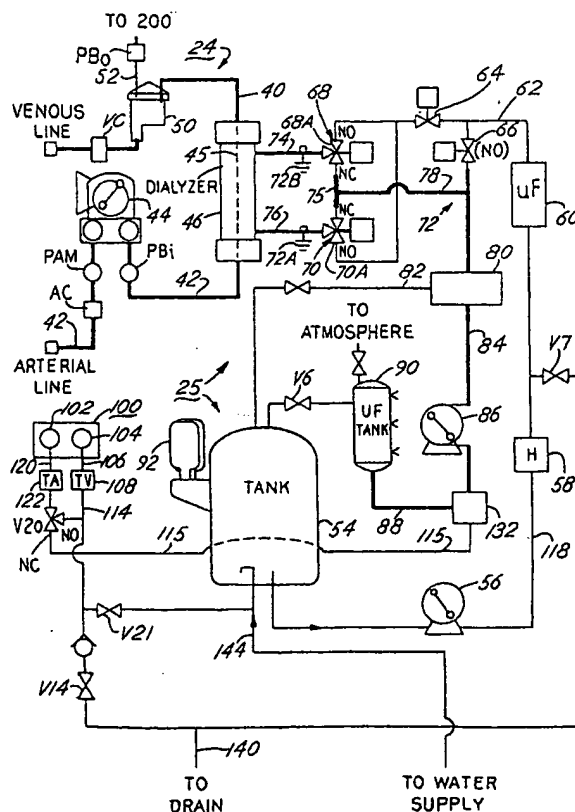 TO 200
PBo
24
64
52
40
68
62
VENOUS LINE
VC
50
68A
NO
74
66
(NO)
45
NC
DIALYZER
72B
75
78
UF
44
46
76
NC
72
60
PAM
PBi
72A
70
NO
70A
80
82
AC
42
TO ATMOSPHERE
42
84
ARTERIAL LINE
25
90
V7
102
100
V6
86
104
92
UF TANK
120
106
H
58
TA
TV
108
TANK
122
54
V20
114
88
132
NO
115
115
118
NC
56
V21
144
V14
140
TO DRAIN
TO WATER SUPPLY